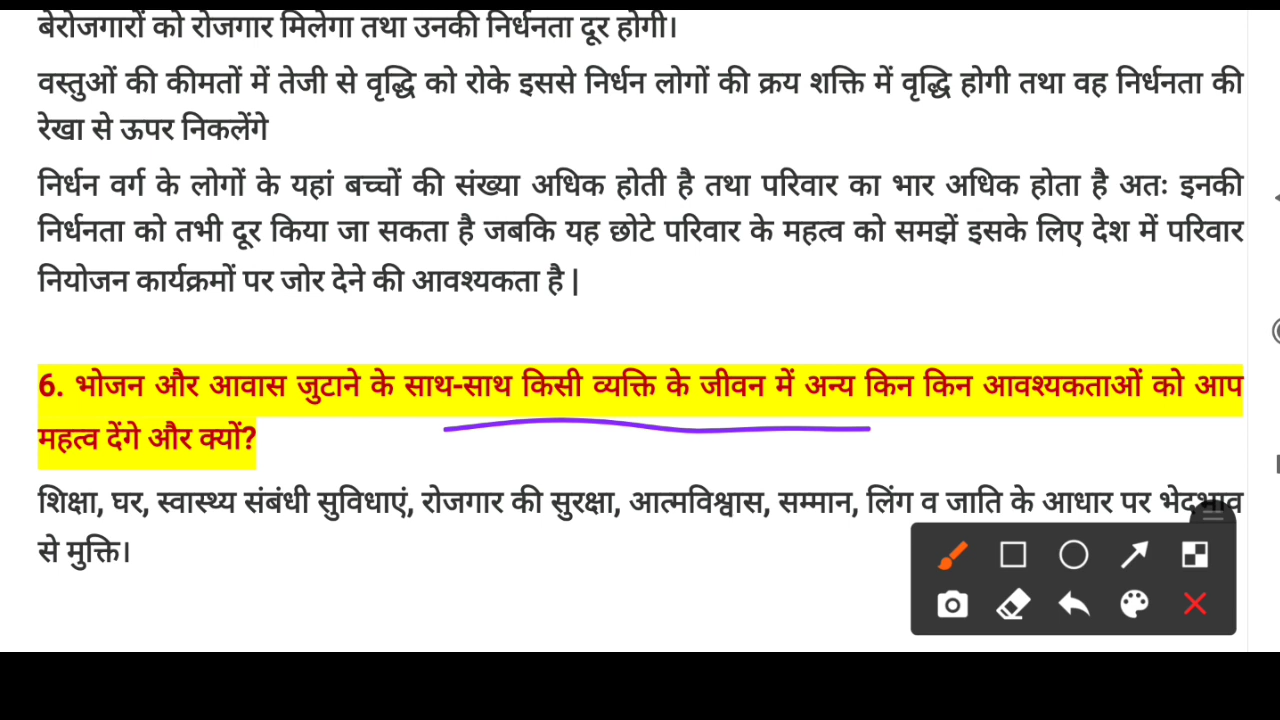 बेरोजगारों को रोजगार मिलेगा तथा उनकी निर्धनता दूर होगी।
वस्तुओं की कीमतों में तेजी से वृद्धि को रोके इससे निर्धन लोगों की क्रय शक्ति में वृद्धि होगी तथा वह निर्धनता की
रेखा से ऊपर निकलेंगे
निर्धन वर्ग के लोगों के यहां बच्चों की संख्या अधिक होती है तथा परिवार का भार अधिक होता है अतः इनकी
निर्धनता को तभी दूर किया जा सकता है जबकि यह छोटे परिवार के महत्व को समझें इसके लिए देश में परिवार
नियोजन कार्यक्रमों पर जोर देने की आवश्यकता है |
6. भोजन और आवास जुटाने के साथ-साथ किसी व्यक्ति के जीवन में अन्य किन किन आवश्यकताओं को आप
महत्व देंगे और क्यों?
शिक्षा, घर, स्वास्थ्य संबंधी सुविधाएं, रोजगार की सुरक्षा, आत्मविश्वास, सम्मान, लिंग व जाति के आधार पर भेदभाव
से मुक्ति।